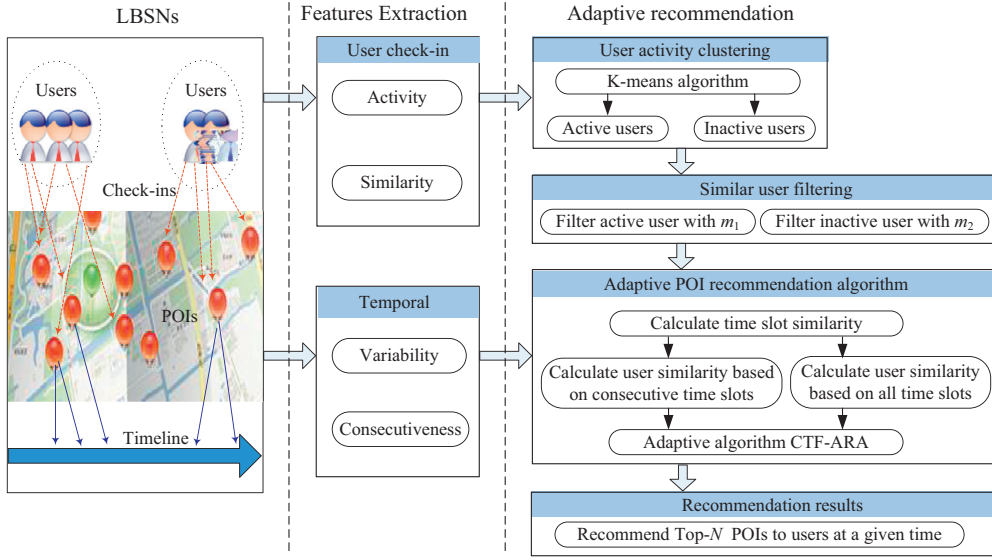 LBSNs
Users
Users
Check-ins
POIs
Timeline
Features Extraction
User check-in
Activity
Similarity
Temporal
Variability
Consecutiveness
Adaptive recommendation
User activity clustering
K-means algorithm
Active users
Inactive users
Similar user filtering
Filter active user with m₁
Filter inactive user with m₂
Adaptive POI recommendation algorithm
Calculate time slot similarity
Calculate user similarity based
on consecutive time slots
Calculate user similarity
based on all time slots
Adaptive algorithm CTF-ARA
Recommendation results
Recommend Top-N POIs to users at a given time